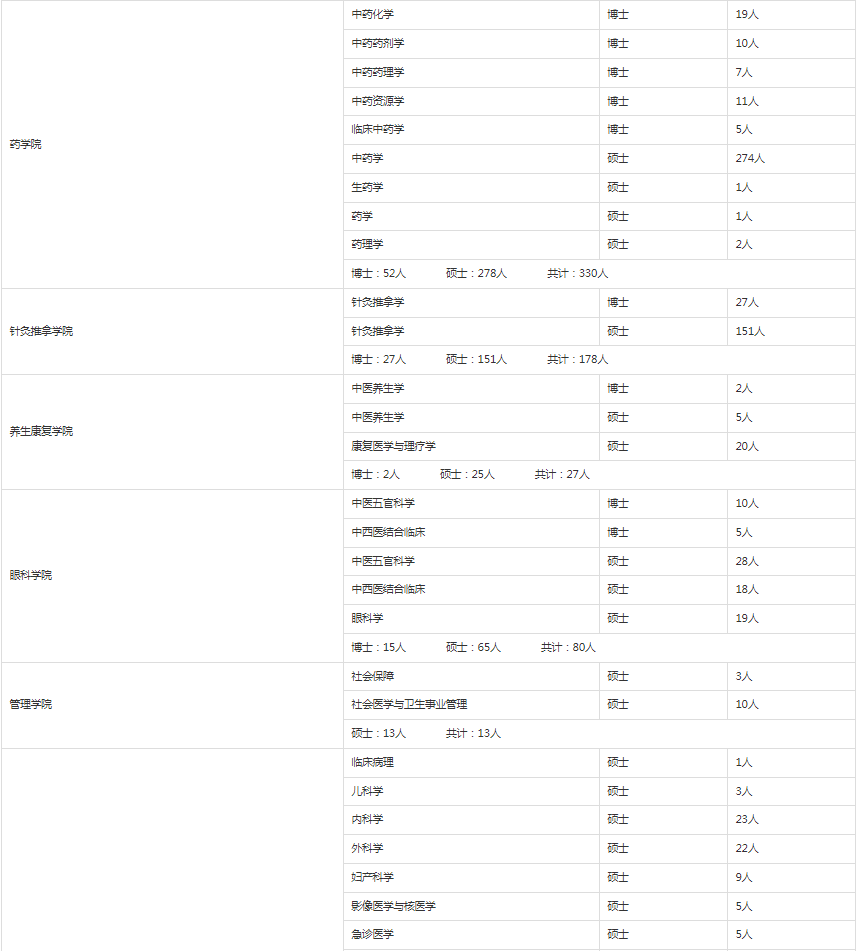 中药化学 博士 19人
中药药剂学 博士 10人
中药药理学 博士 7人
中药资源学 博士 11人
临床中药学 博士 5人
药学院
中药学 硕士 274人
生药学 硕士 1人
药学 硕士 1人
药理学 硕士 2人
博士：52人 硕士：278人 共计：330人
针灸推拿学 博士 27人
针灸推拿学院 针灸推拿学 硕士 151人
博士：27人 硕士：151人 共计：178人
中医养生学 博士 2人
中医养生学 硕士 5人
养生康复学院
康复医学与理疗学 硕士 20人
博士：2人 硕士：25人 共计：27人
中医五官科学 博士 10人
中西医结合临床 博士 5人
中医五官科学 硕士 28人
眼科学院
中西医结合临床 硕士 18人
眼科学 硕士 19人
博士：15人 硕士：65人 共计：80人
社会保障 硕士 3人
管理学院 社会医学与卫生事业管理 硕士 10人
硕士：13人 共计：13人
临床病理 硕士 1人
儿科学 硕士 3人
内科学 硕士 23人
外科学 硕士 22人
妇产科学 硕士 9人
影像医学与核医学 硕士 5人
急诊医学 硕士 5人